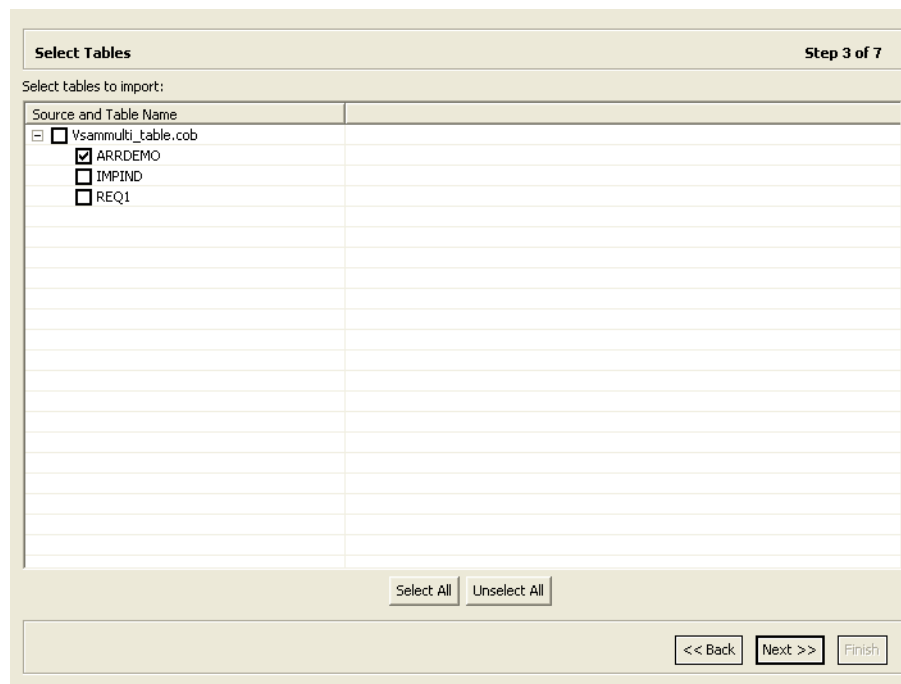 Select Tables Step 3 of 7
Select tables to import:
Source and Table Name
Vsammulti_table.cob
ARRDEMO
IMPIND
REQ1
Select All Unselect All
<< Back Next >> Finish